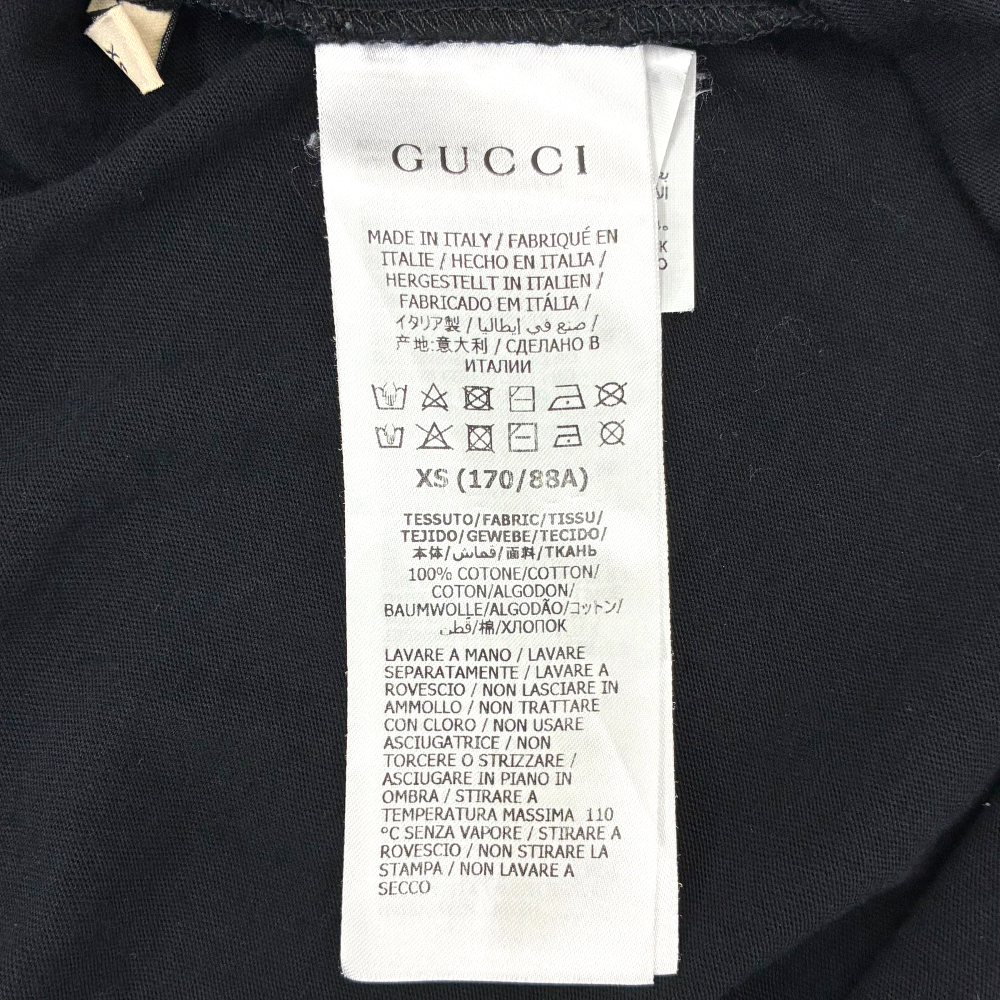 GUCCI
MADE IN ITALY / FABRIQUÉ EN
ITALIE / HECHO EN ITALIA /
HERGESTELLT IN ITALIEN /
FABRICADO EM ITÁLIA /
イタリア製 / صنع في إيطاليا /
产地:意大利 / СДЕЛАНО В
ИТАЛИИ
XS (170/88A)
TESSUTO/FABRIC/TISSU/
TEJIDO/GEWEBE/TECIDO/
本体/قماش/面料/ТКАНЬ
100% COTONE/COTTON/
COTON/ALGODON/
BAUMWOLLE/ALGODÃO/コットン/
قطن/棉/ХЛОПОК
LAVARE A MANO / LAVARE
SEPARATAMENTE / LAVARE A
ROVESCIO / NON LASCIARE IN
AMMOLLO / NON TRATTARE
CON CLORO / NON USARE
ASCIUGATRICE / NON
TORCERE O STRIZZARE /
ASCIUGARE IN PIANO IN
OMBRA / STIRARE A
TEMPERATURA MASSIMA 110
°C SENZA VAPORE / STIRARE A
ROVESCIO / NON STIRARE LA
STAMPA / NON LAVARE A
SECCO